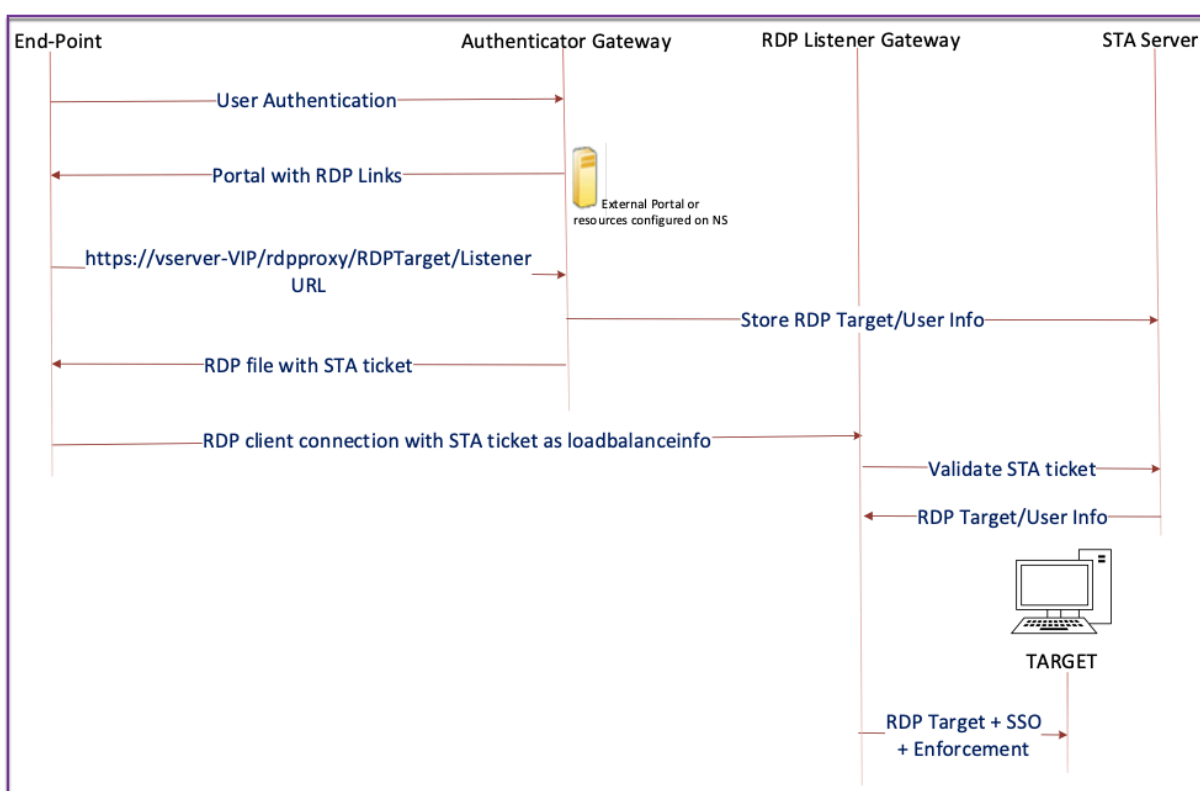 End-Point
Authenticator Gateway
RDP Listener Gateway
STA Server
User Authentication
Portal with RDP Links
External Portal or
resources configured on NS
https://vserver-VIP/rdpproxy/RDPTarget/Listener
URL
Store RDP Target/User Info
RDP file with STA ticket
RDP client connection with STA ticket as loadbalanceinfo
Validate STA ticket
RDP Target/User Info
TARGET
RDP Target + SSO
+ Enforcement